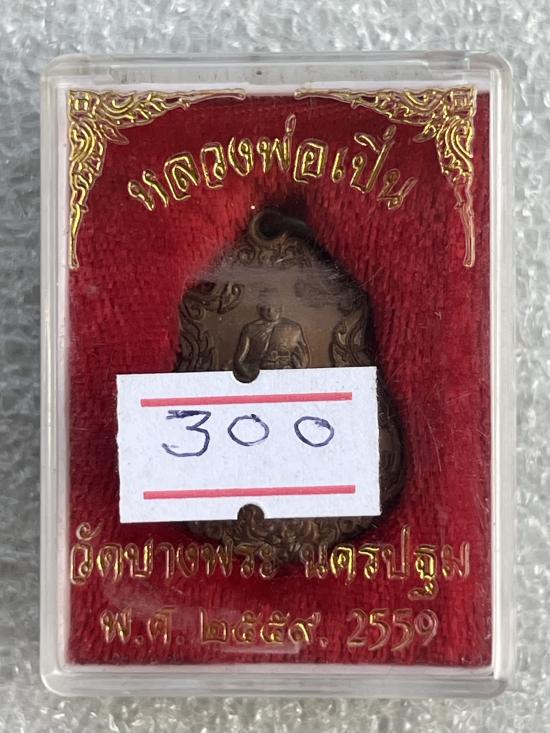 หลวงพ่อเปิ่น
300
วัดบางพระ นครปฐม
พ.ศ. ๒๕๕๙. 2559